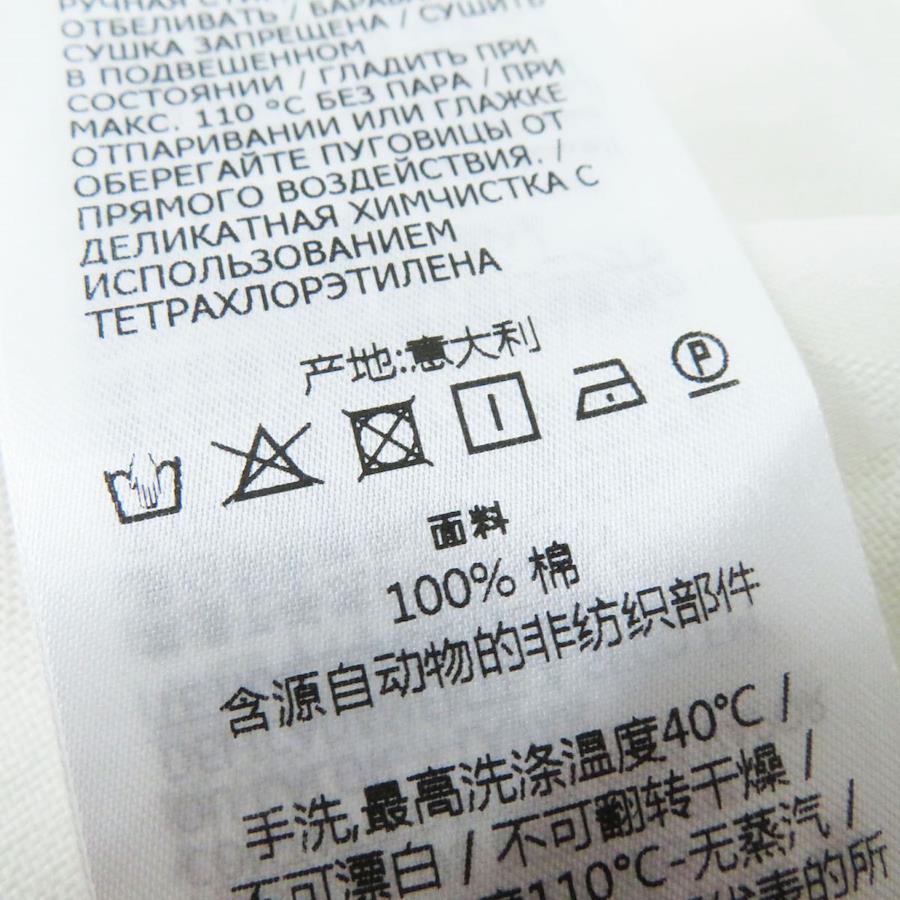 РУЧНАЯ
ОТБЕЛИВАТЬ /
СУШКА ЗАПРЕЩЕНА / СУШИТЬ
В ПОДВЕШЕННОМ
СОСТОЯНИИ / ГЛАДИТЬ ПРИ
МАКС. 110 °C БЕЗ ПАРА / ПРИ
ОТПАРИВАНИИ ИЛИ ГЛАЖКЕ
ОБЕРЕГАЙТЕ ПУГОВИЦЫ ОТ
ПРЯМОГО ВОЗДЕЙСТВИЯ. /
ДЕЛИКАТНАЯ ХИМЧИСТКА С
ИСПОЛЬЗОВАНИЕМ
ТЕТРАХЛОРЭТИЛЕНА
产地:意大利
P
面料
100% 棉
含源自动物的非纺织部件
手洗,最高洗涤温度40°C /
不可漂白 / 不可翻转干燥 /
110°C-无蒸汽 /
的所